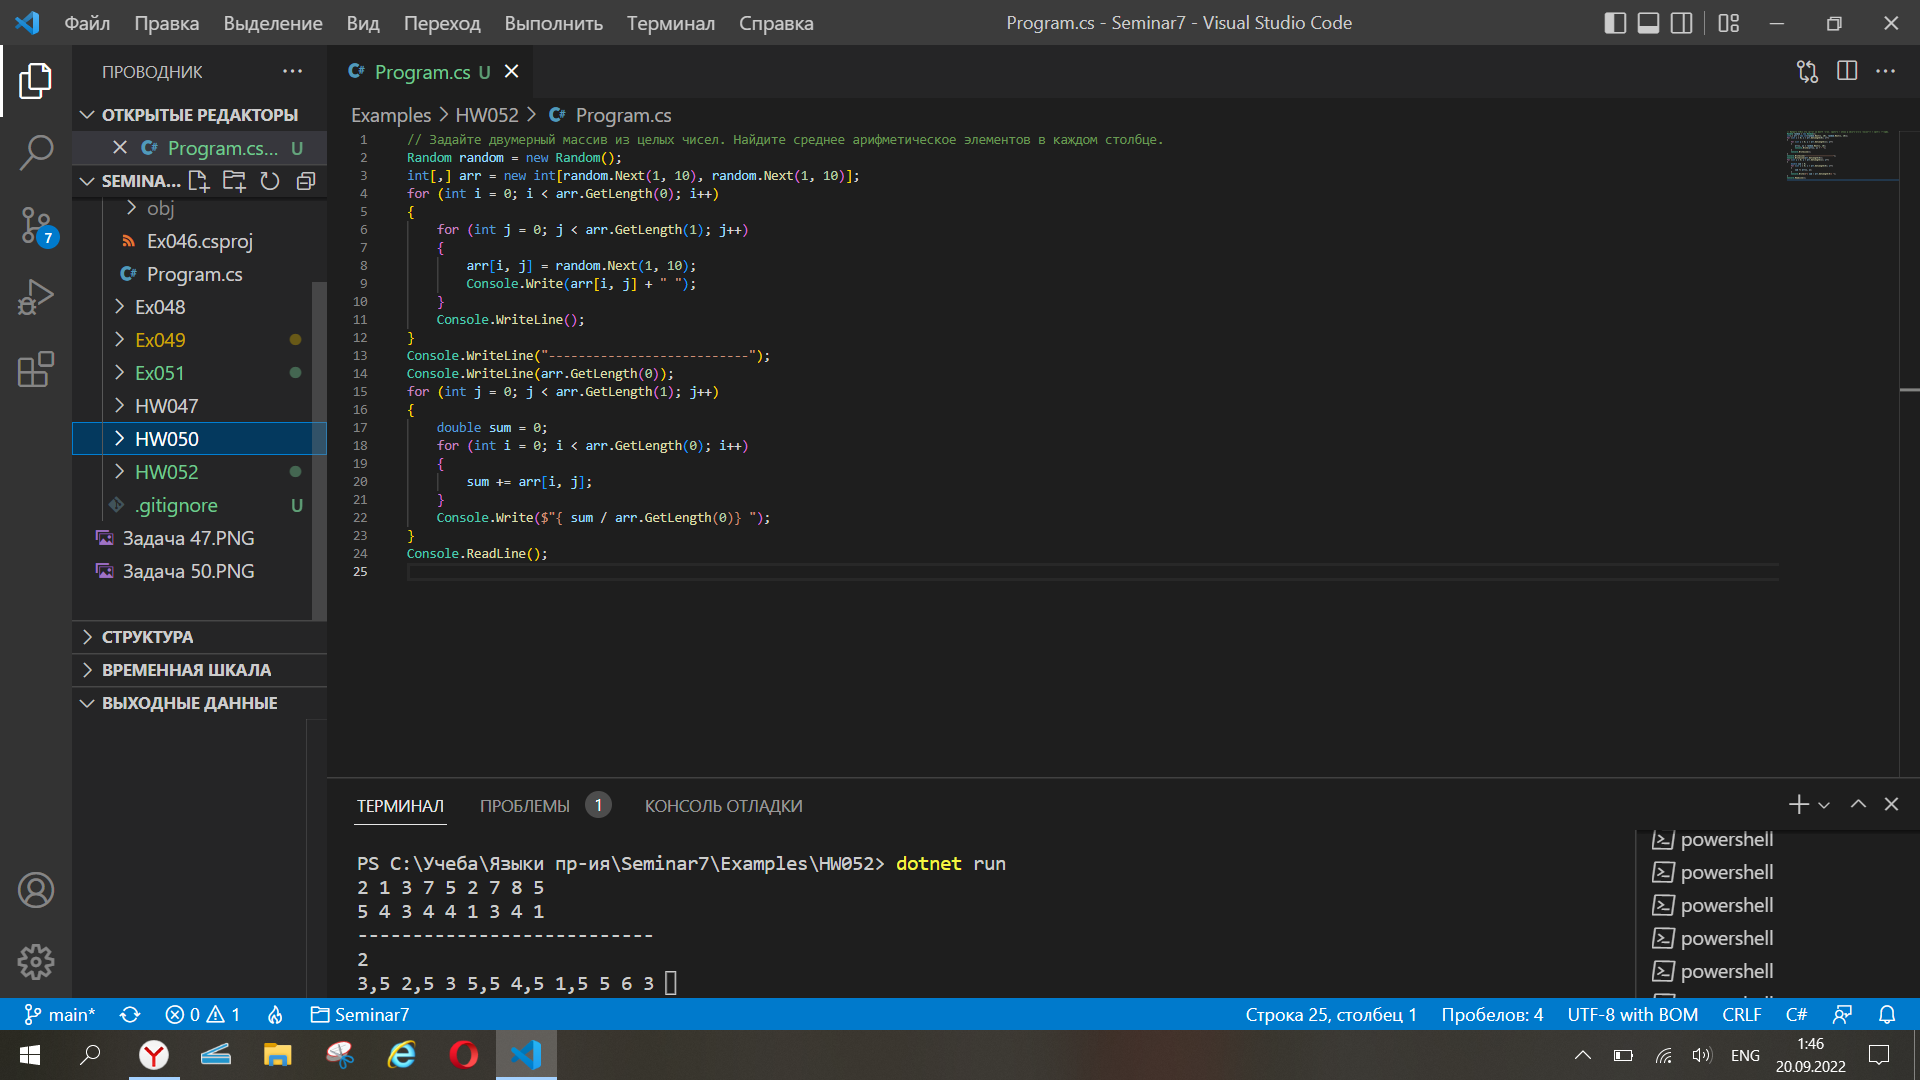 Файл Правка Выделение Вид Переход Выполнить Терминал Справка Program.cs - Seminar7 - Visual Studio Code
ПРОВОДНИК
ОТКРЫТЫЕ РЕДАКТОРЫ
Program.cs... U
SEMINA...
obj
Ex046.csproj
Program.cs
Ex048
Ex049
Ex051
HW047
HW050
HW052
.gitignore U
Задача 47.PNG
Задача 50.PNG
СТРУКТУРА
ВРЕМЕННАЯ ШКАЛА
ВЫХОДНЫЕ ДАННЫЕ
7
Program.cs U
Examples > HW052 > Program.cs
1 // Задайте двумерный массив из целых чисел. Найдите среднее арифметическое элементов в каждом столбце.
2 Random random = new Random();
3 int[,] arr = new int[random.Next(1, 10), random.Next(1, 10)];
4 for (int i = 0; i < arr.GetLength(0); i++)
5 {
6 for (int j = 0; j < arr.GetLength(1); j++)
7 {
8 arr[i, j] = random.Next(1, 10);
9 Console.Write(arr[i, j] + " ");
10 }
11 Console.WriteLine();
12 }
13 Console.WriteLine("---------------------------");
14 Console.WriteLine(arr.GetLength(0));
15 for (int j = 0; j < arr.GetLength(1); j++)
16 {
17 double sum = 0;
18 for (int i = 0; i < arr.GetLength(0); i++)
19 {
20 sum += arr[i, j];
21 }
22 Console.Write($"{ sum / arr.GetLength(0)} ");
23 }
24 Console.ReadLine();
25
ТЕРМИНАЛ ПРОБЛЕМЫ 1 КОНСОЛЬ ОТЛАДКИ
PS C:\Учеба\Языки пр-ия\Seminar7\Examples\HW052> dotnet run
2 1 3 7 5 2 7 8 5
5 4 3 4 4 1 3 4 1
---------------------------
2
3,5 2,5 3 5,5 4,5 1,5 5 6 3
powershell
powershell
powershell
powershell
powershell
main* 0 1 Seminar7 Строка 25, столбец 1 Пробелов: 4 UTF-8 with BOM CRLF C#
ENG 1:46
20.09.2022